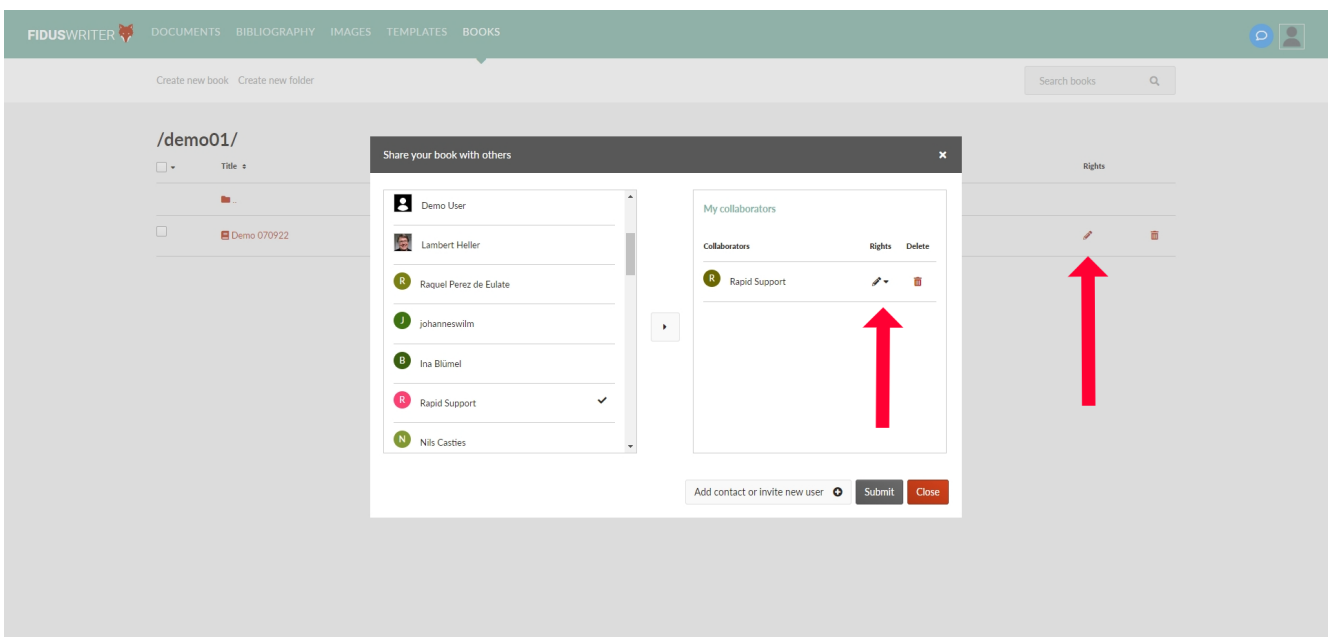 FIDUSWRITER DOCUMENTS BIBLIOGRAPHY IMAGES TEMPLATES BOOKS
Create new book Create new folder
Search books
/demo01/
Title
Rights
..
Demo 070922
Share your book with others
Demo User
Lambert Heller
R Raquel Perez de Eulate
J johanneswilm
B Ina Blümel
R Rapid Support
N Nils Casties
My collaborators
Collaborators Rights Delete
R Rapid Support
Add contact or invite new user
Submit
Close